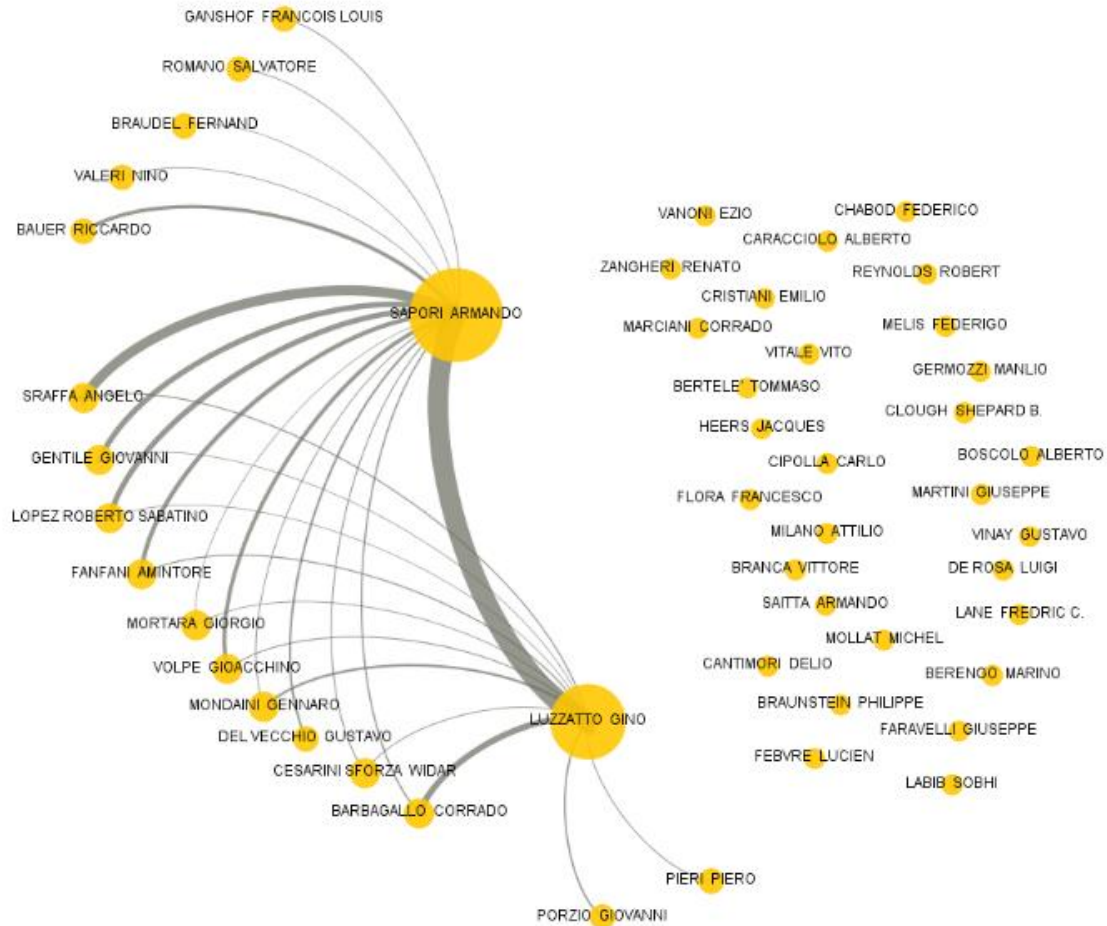 GANSHOF FRANCOIS LOUIS
ROMANO SALVATORE
BRAUDEL FERNAND
VALERI NINO
BAUER RICCARDO
SAPORI ARMANDO
SRAFFA ANGELO
GENTILE GIOVANNI
LOPEZ ROBERTO SABATINO
FANFANI AMINTORE
MORTARA GIORGIO
VOLPE GIOACCHINO
MONDAINI GENNARO
DEL VECCHIO GUSTAVO
CESARINI SFORZA WIDAR
BARBAGALLO CORRADO
LUZZATTO GINO
PIERI PIERO
PORZIO GIOVANNI
VANONI EZIO
CHABOD FEDERICO
CARACCIOLO ALBERTO
ZANGHERI RENATO
REYNOLDS ROBERT
CRISTIANI EMILIO
MARCIANI CORRADO
MELIS FEDERIGO
VITALE VITO
GERMOZZI MANLIO
BERTELE' TOMMASO
CLOUGH SHEPARD B.
HEERS JACQUES
BOSCOLO ALBERTO
CIPOLLA CARLO
FLORA FRANCESCO
MARTINI GIUSEPPE
MILANO ATTILIO
VINAY GUSTAVO
BRANCA VITTORE
DE ROSA LUIGI
SAITTA ARMANDO
LANE FREDRIC C.
MOLLAT MICHEL
CANTIMORI DELIO
BERENGO MARINO
BRAUNSTEIN PHILIPPE
FARAVELLI GIUSEPPE
FEBVRE LUCIEN
LABIB SOBHI